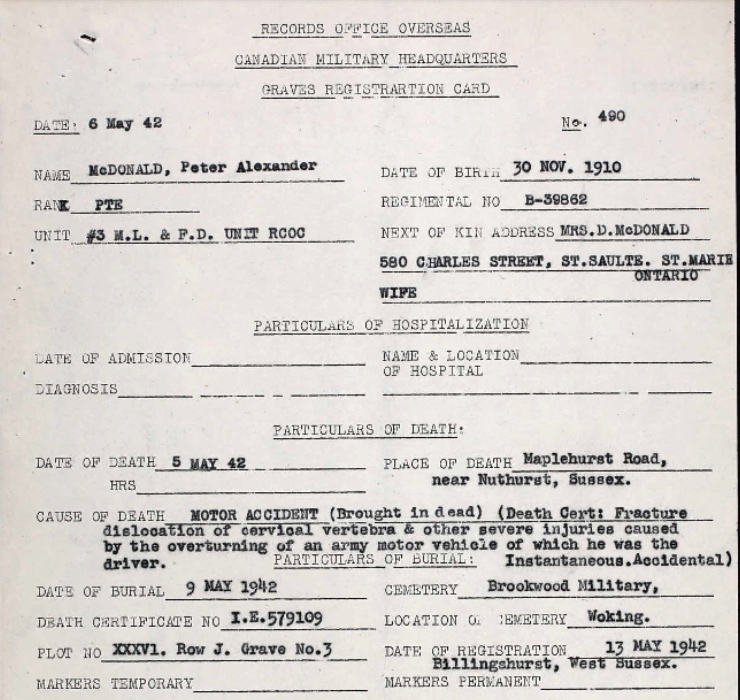 RECORDS OFFICE OVERSEAS
CANADIAN MILITARY HEADQUARTERS
GRAVES REGISTRARTION CARD
DATE: 6 May 42 No. 490
NAME McDONALD, Peter Alexander DATE OF BIRTH 30 NOV. 1910
RANK PTE REGIMENTAL NO B-39862
UNIT #3 M.L. & F.D. UNIT RCOC NEXT OF KIN ADDRESS MRS.D.McDONALD
580 CHARLES STREET, ST.SAULTE. ST.MARIE
ONTARIO
WIFE
PARTICULARS OF HOSPITALIZATION
DATE OF ADMISSION NAME & LOCATION
OF HOSPITAL
DIAGNOSIS
PARTICULARS OF DEATH:
DATE OF DEATH 5 MAY 42 PLACE OF DEATH Maplehurst Road,
HRS near Nuthurst, Sussex.
CAUSE OF DEATH MOTOR ACCIDENT (Brought in dead) (Death Cert: Fracture
dislocation of cervical vertebra & other severe injuries caused
by the overturning of an army motor vehicle of which he was the
driver. PARTICULARS OF BURIAL: Instantaneous.Accidental)
DATE OF BURIAL 9 MAY 1942 CEMETERY Brookwood Military,
DEATH CERTIFICATE NO I.E.579109 LOCATION OF CEMETERY Woking.
PLOT NO XXXV1. Row J. Grave No.3 DATE OF REGISTRATION 13 MAY 1942
Billingshurst, West Sussex.
MARKERS TEMPORARY MARKERS PERMANENT